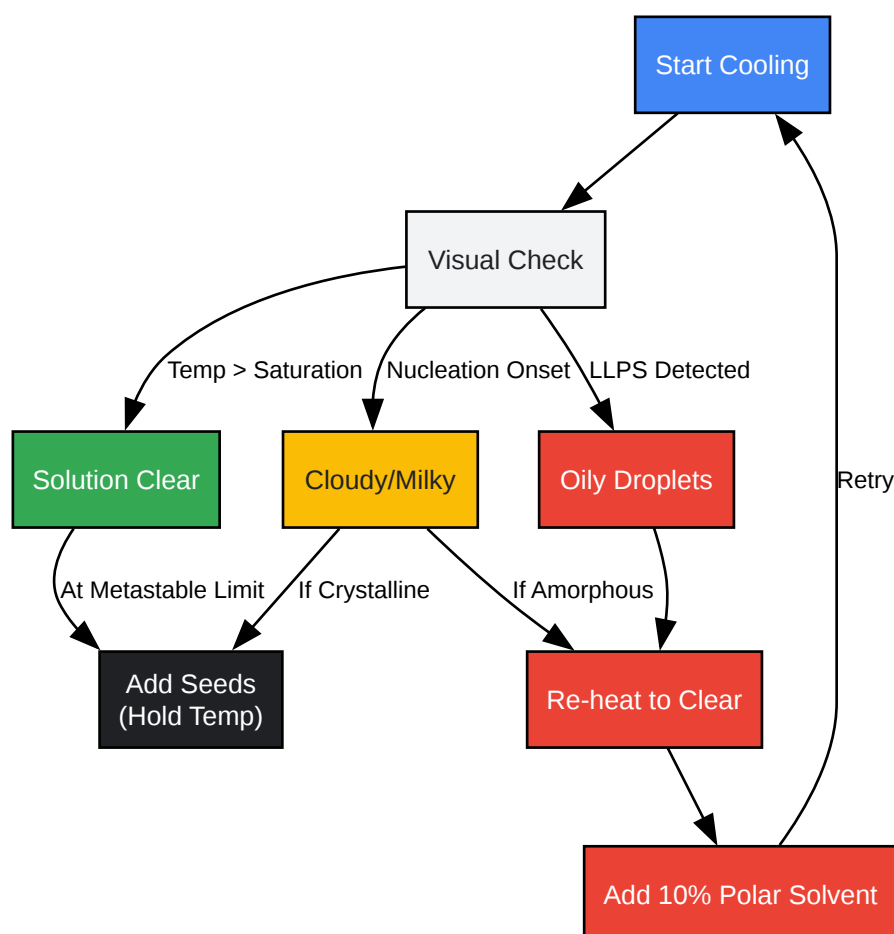 Start Cooling
Visual Check
Temp > Saturation
Nucleation Onset
LLPS Detected
Solution Clear
Cloudy/Milky
Oily Droplets
Retry
At Metastable Limit
If Crystalline
If Amorphous
Add Seeds
(Hold Temp)
Re-heat to Clear
Add 10% Polar Solvent